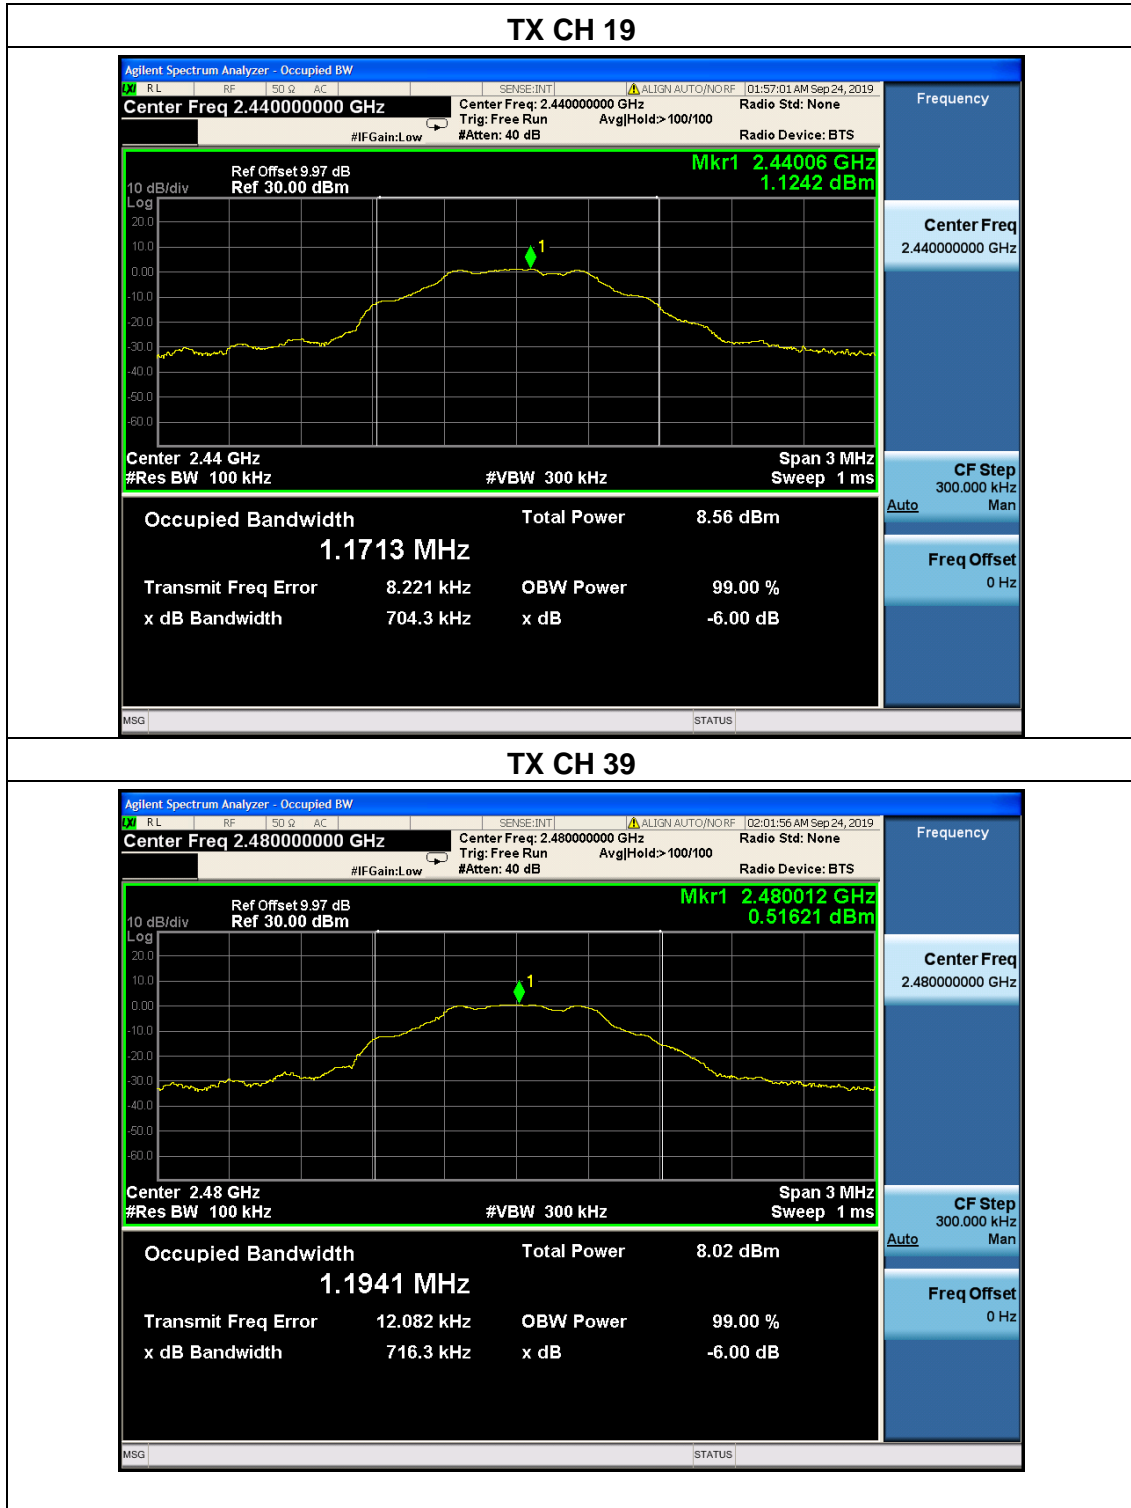 TX CH 19
Agilent Spectrum Analyzer - Occupied BW
LXI RL RF 50 Ω AC SENSE:INT ALIGN AUTO/NO RF 01:57:01 AM Sep 24, 2019
Center Freq 2.440000000 GHz
Center Freq: 2.440000000 GHz
Radio Std: None
Trig: Free Run Avg|Hold:>100/100
#IFGain:Low
#Atten: 40 dB
Radio Device: BTS
Frequency
Mkr1 2.44006 GHz
1.1242 dBm
Ref Offset 9.97 dB
10 dB/div Ref 30.00 dBm
Log
20.0
10.0
0.00
-10.0
-20.0
-30.0
-40.0
-50.0
-60.0
1
Center 2.44 GHz Span 3 MHz
#Res BW 100 kHz #VBW 300 kHz Sweep 1 ms
Center Freq
2.440000000 GHz
CF Step
300.000 kHz
Auto Man
Freq Offset
0 Hz
Occupied Bandwidth Total Power 8.56 dBm
1.1713 MHz
Transmit Freq Error 8.221 kHz OBW Power 99.00 %
x dB Bandwidth 704.3 kHz x dB -6.00 dB
MSG STATUS
TX CH 39
Agilent Spectrum Analyzer - Occupied BW
LXI RL RF 50 Ω AC SENSE:INT ALIGN AUTO/NO RF 02:01:56 AM Sep 24, 2019
Center Freq 2.480000000 GHz
Center Freq: 2.480000000 GHz
Radio Std: None
Trig: Free Run Avg|Hold:>100/100
#IFGain:Low
#Atten: 40 dB
Radio Device: BTS
Frequency
Mkr1 2.480012 GHz
0.51621 dBm
Ref Offset 9.97 dB
10 dB/div Ref 30.00 dBm
Log
20.0
10.0
0.00
-10.0
-20.0
-30.0
-40.0
-50.0
-60.0
1
Center 2.48 GHz Span 3 MHz
#Res BW 100 kHz #VBW 300 kHz Sweep 1 ms
Center Freq
2.480000000 GHz
CF Step
300.000 kHz
Auto Man
Freq Offset
0 Hz
Occupied Bandwidth Total Power 8.02 dBm
1.1941 MHz
Transmit Freq Error 12.082 kHz OBW Power 99.00 %
x dB Bandwidth 716.3 kHz x dB -6.00 dB
MSG STATUS